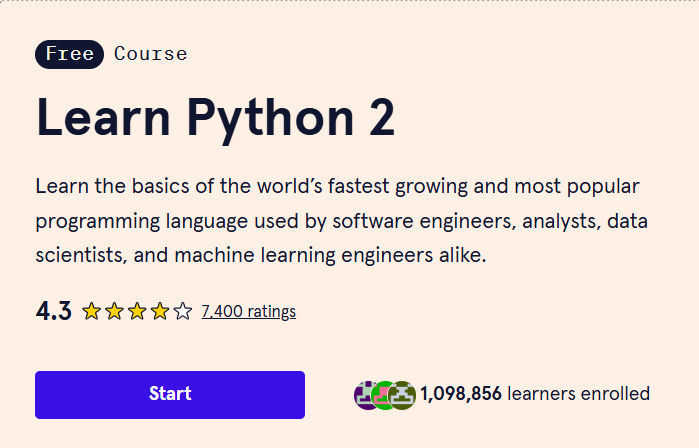 Free Course
Learn Python 2
Learn the basics of the world’s fastest growing and most popular
programming language used by software engineers, analysts, data
scientists, and machine learning engineers alike.
4.3 7,400 ratings
Start 1,098,856 learners enrolled